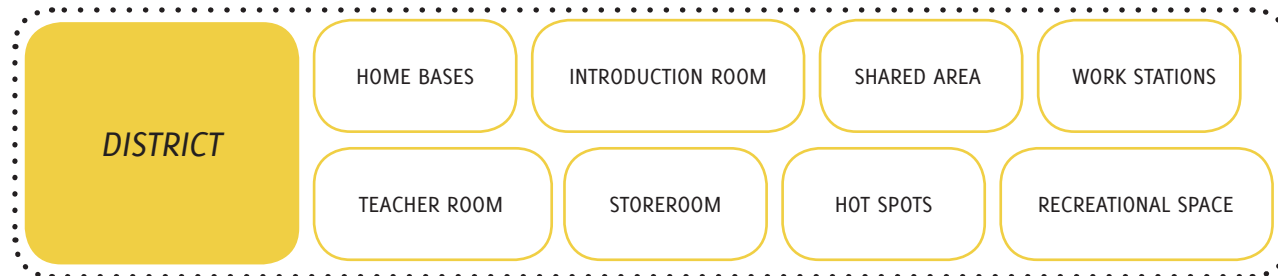 DISTRICT
HOME BASES
INTRODUCTION ROOM
SHARED AREA
WORK STATIONS
TEACHER ROOM
STOREROOM
HOT SPOTS
RECREATIONAL SPACE